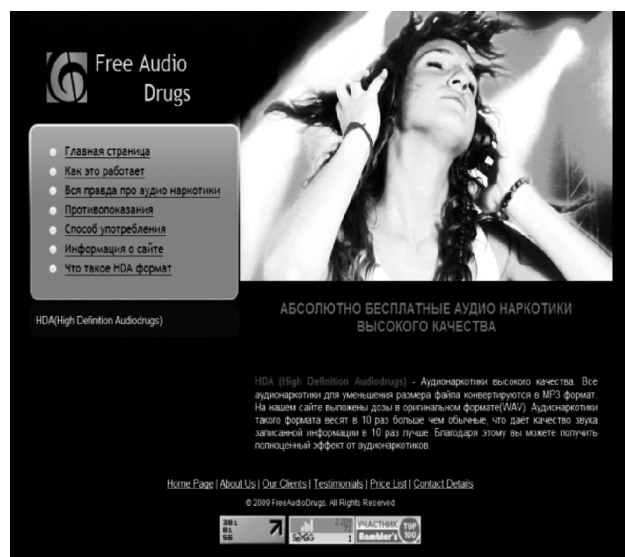 Free Audio
Drugs
Главная страница
Как это работает
Вся правда про аудио наркотики
Противопоказания
Способ употребления
Информация о сайте
Что такое HDA формат
HDA(High Definition Audiodrugs)
АБСОЛЮТНО БЕСПЛАТНЫЕ АУДИО НАРКОТИКИ
ВЫСОКОГО КАЧЕСТВА
HDA (High Definition Audiodrugs) - Аудионаркотики высокого качества. Все
аудионаркотики для уменьшения размера файла конвертируются в MP3 формат.
На нашем сайте выложены дозы в оригинальном формате(WAV). Аудионаркотики
такого формата весят в 10 раз больше чем обычные, что даёт качество звука
записанной информации в 10 раз лучше. Благодаря этому вы можете получить
полноценный эффект от аудионаркотиков.
Home Page | About Us | Our Clients | Testimonials | Price List | Contact Details
© 2009 FreeAudioDrugs. All Rights Reserved
УЧАСТНИК
Rambler's
TOP
100